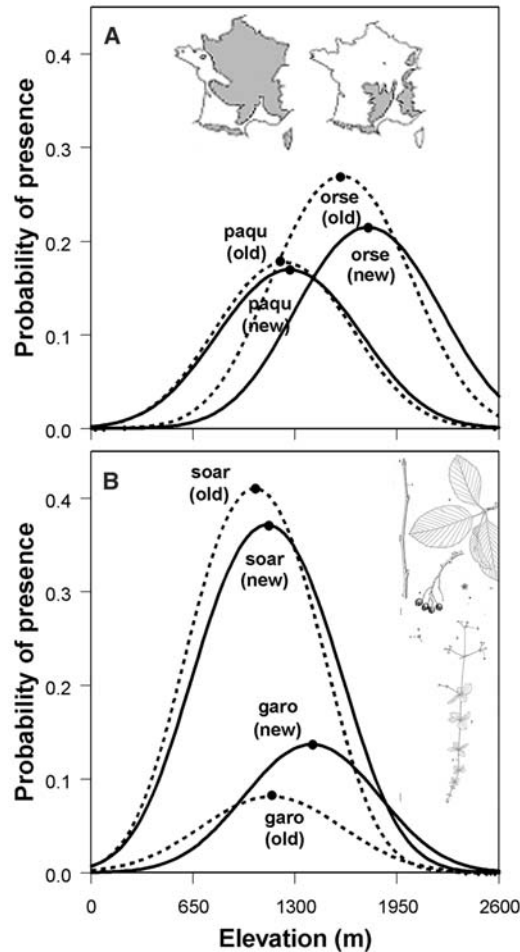 A
Probability of presence
0.4
0.3
0.2
0.1
0.0
paqu
(old)
orse
(old)
orse
(new)
paqu
(new)
B
Probability of presence
0.4
0.3
0.2
0.1
0.0
soar
(old)
soar
(new)
garo
(new)
garo
(old)
0 650 1300 1950 2600
Elevation (m)